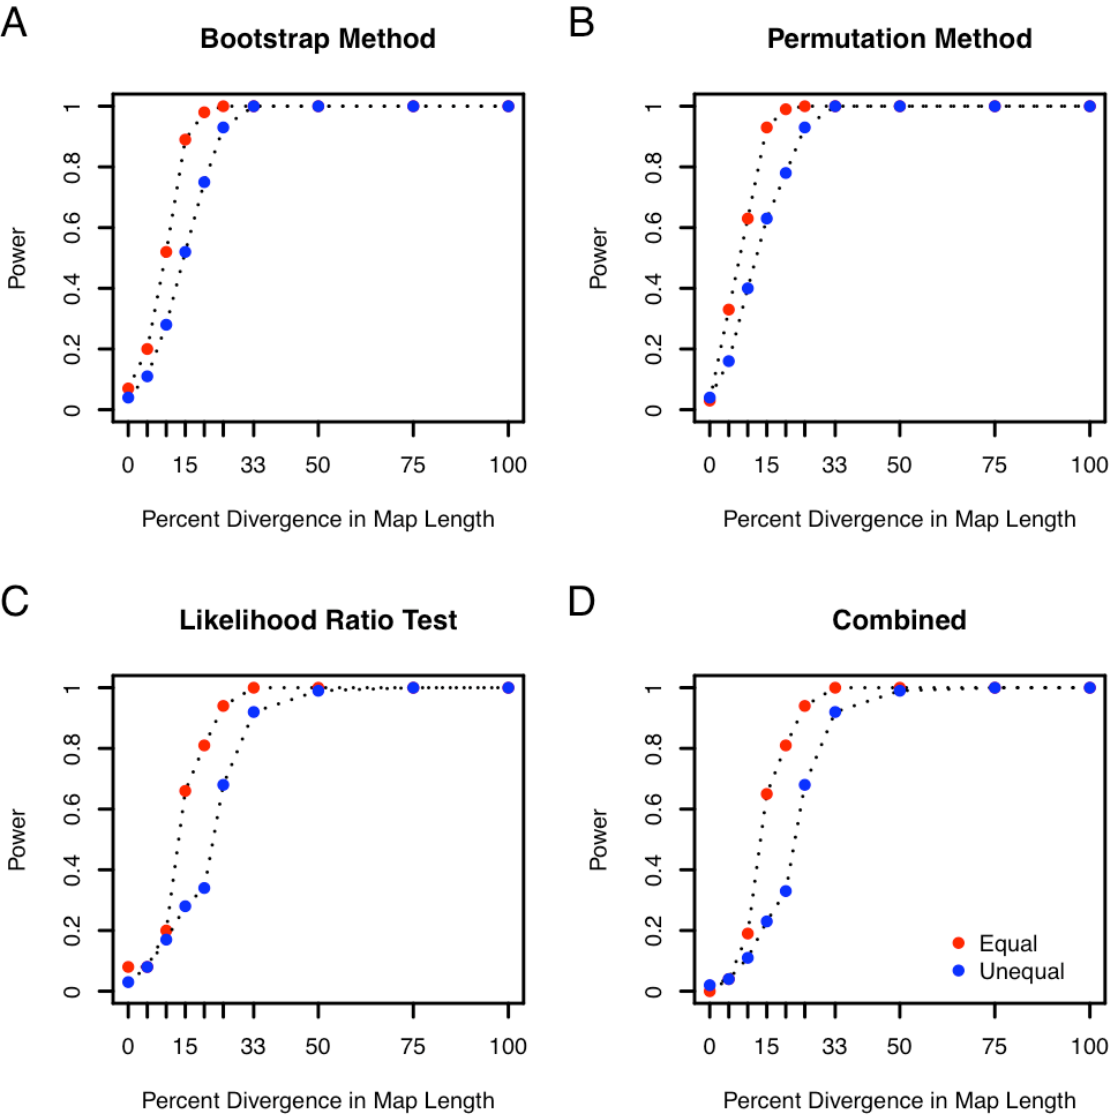 A
Bootstrap Method
Power
0 0.2 0.4 0.6 0.8 1
0 15 33 50 75 100
Percent Divergence in Map Length
B
Permutation Method
Power
0 0.2 0.4 0.6 0.8 1
0 15 33 50 75 100
Percent Divergence in Map Length
C
Likelihood Ratio Test
Power
0 0.2 0.4 0.6 0.8 1
0 15 33 50 75 100
Percent Divergence in Map Length
D
Combined
Power
0 0.2 0.4 0.6 0.8 1
Equal
Unequal
0 15 33 50 75 100
Percent Divergence in Map Length